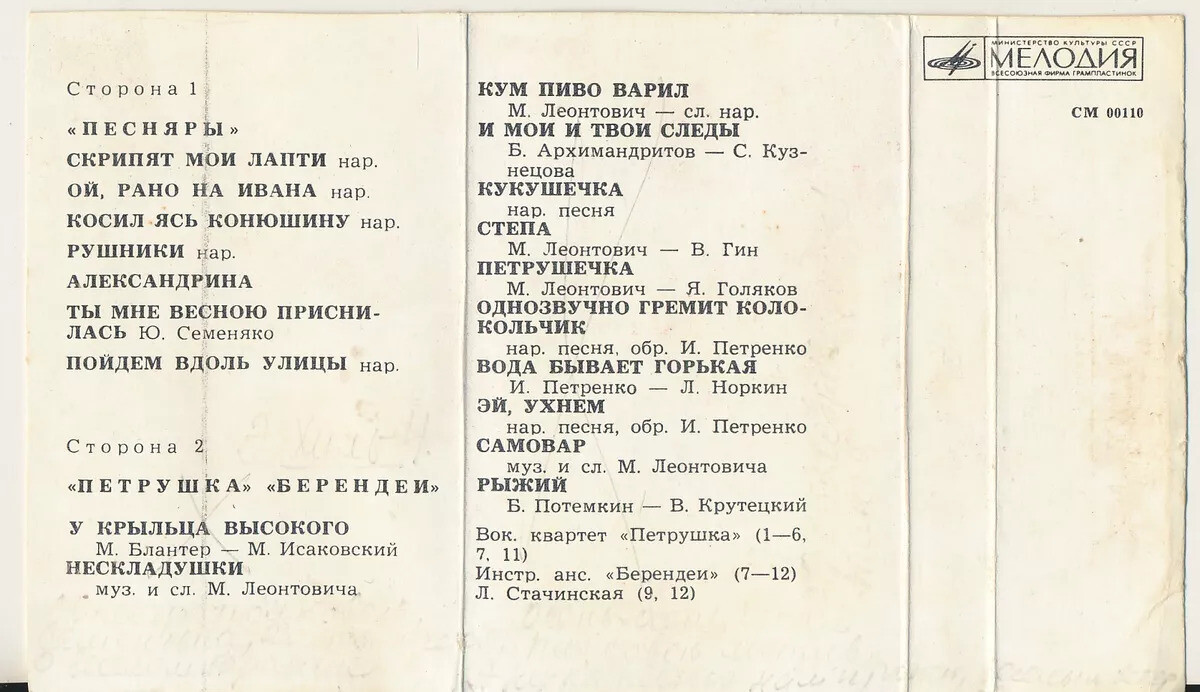 Сторона 1
«ПЕСНЯРЫ»
СКРИПЯТ МОИ ЛАПТИ нар.
ОЙ, РАНО НА ИВАНА нар.
КОСИЛ ЯСЬ КОНЮШИНУ нар.
РУШНИКИ нар.
АЛЕКСАНДРИНА
ТЫ МНЕ ВЕСНОЮ ПРИСНИ-
ЛАСЬ Ю. Семеняко
ПОЙДЕМ ВДОЛЬ УЛИЦЫ нар.
Сторона 2
«ПЕТРУШКА» «БЕРЕНДЕИ»
У КРЫЛЬЦА ВЫСОКОГО
М. Блантер — М. Исаковский
НЕСКЛАДУШКИ
муз. и сл. М. Леонтовича
КУМ ПИВО ВАРИЛ
М. Леонтович — сл. нар.
И МОИ И ТВОИ СЛЕДЫ
Б. Архимандритов — С. Куз-
нецова
КУКУШЕЧКА
нар. песня
СТЕПА
М. Леонтович — В. Гин
ПЕТРУШЕЧКА
М. Леонтович — Я. Голяков
ОДНОЗВУЧНО ГРЕМИТ КОЛО-
КОЛЬЧИК
нар. песня, обр. И. Петренко
ВОДА БЫВАЕТ ГОРЬКАЯ
И. Петренко — Л. Норкин
ЭЙ, УХНЕМ
нар. песня, обр. И. Петренко
САМОВАР
муз. и сл. М. Леонтовича
РЫЖИЙ
Б. Потемкин — В. Крутецкий
Вок. квартет «Петрушка» (1—6,
7, 11)
Инстр. анс. «Берендеи» (7—12)
Л. Стачинская (9, 12)
МИНИСТЕРСТВО КУЛЬТУРЫ СССР
МЕЛОДИЯ
ВСЕСОЮЗНАЯ ФИРМА ГРАМПЛАСТИНОК
СМ 00110